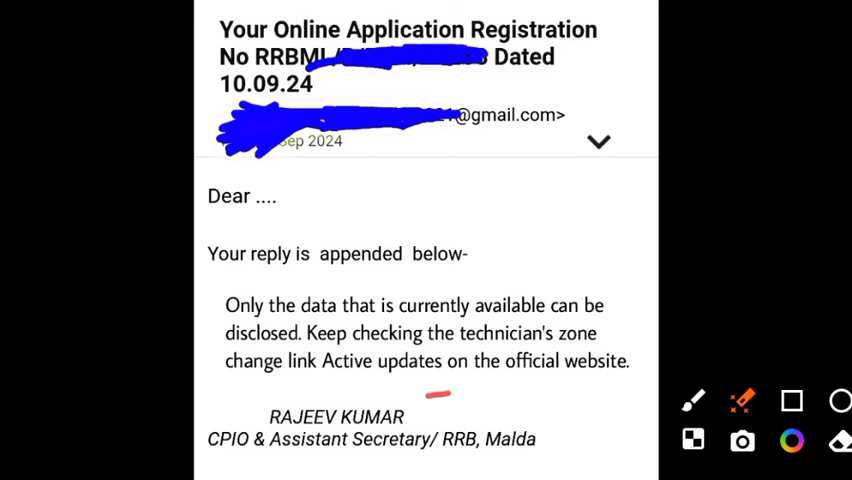 Your Online Application Registration
No RRBML Dated
10.09.24
@gmail.com>
Sep 2024
Dear ....
Your reply is appended below-
Only the data that is currently available can be
disclosed. Keep checking the technician's zone
change link Active updates on the official website.
RAJEEV KUMAR
CPIO & Assistant Secretary/ RRB, Malda